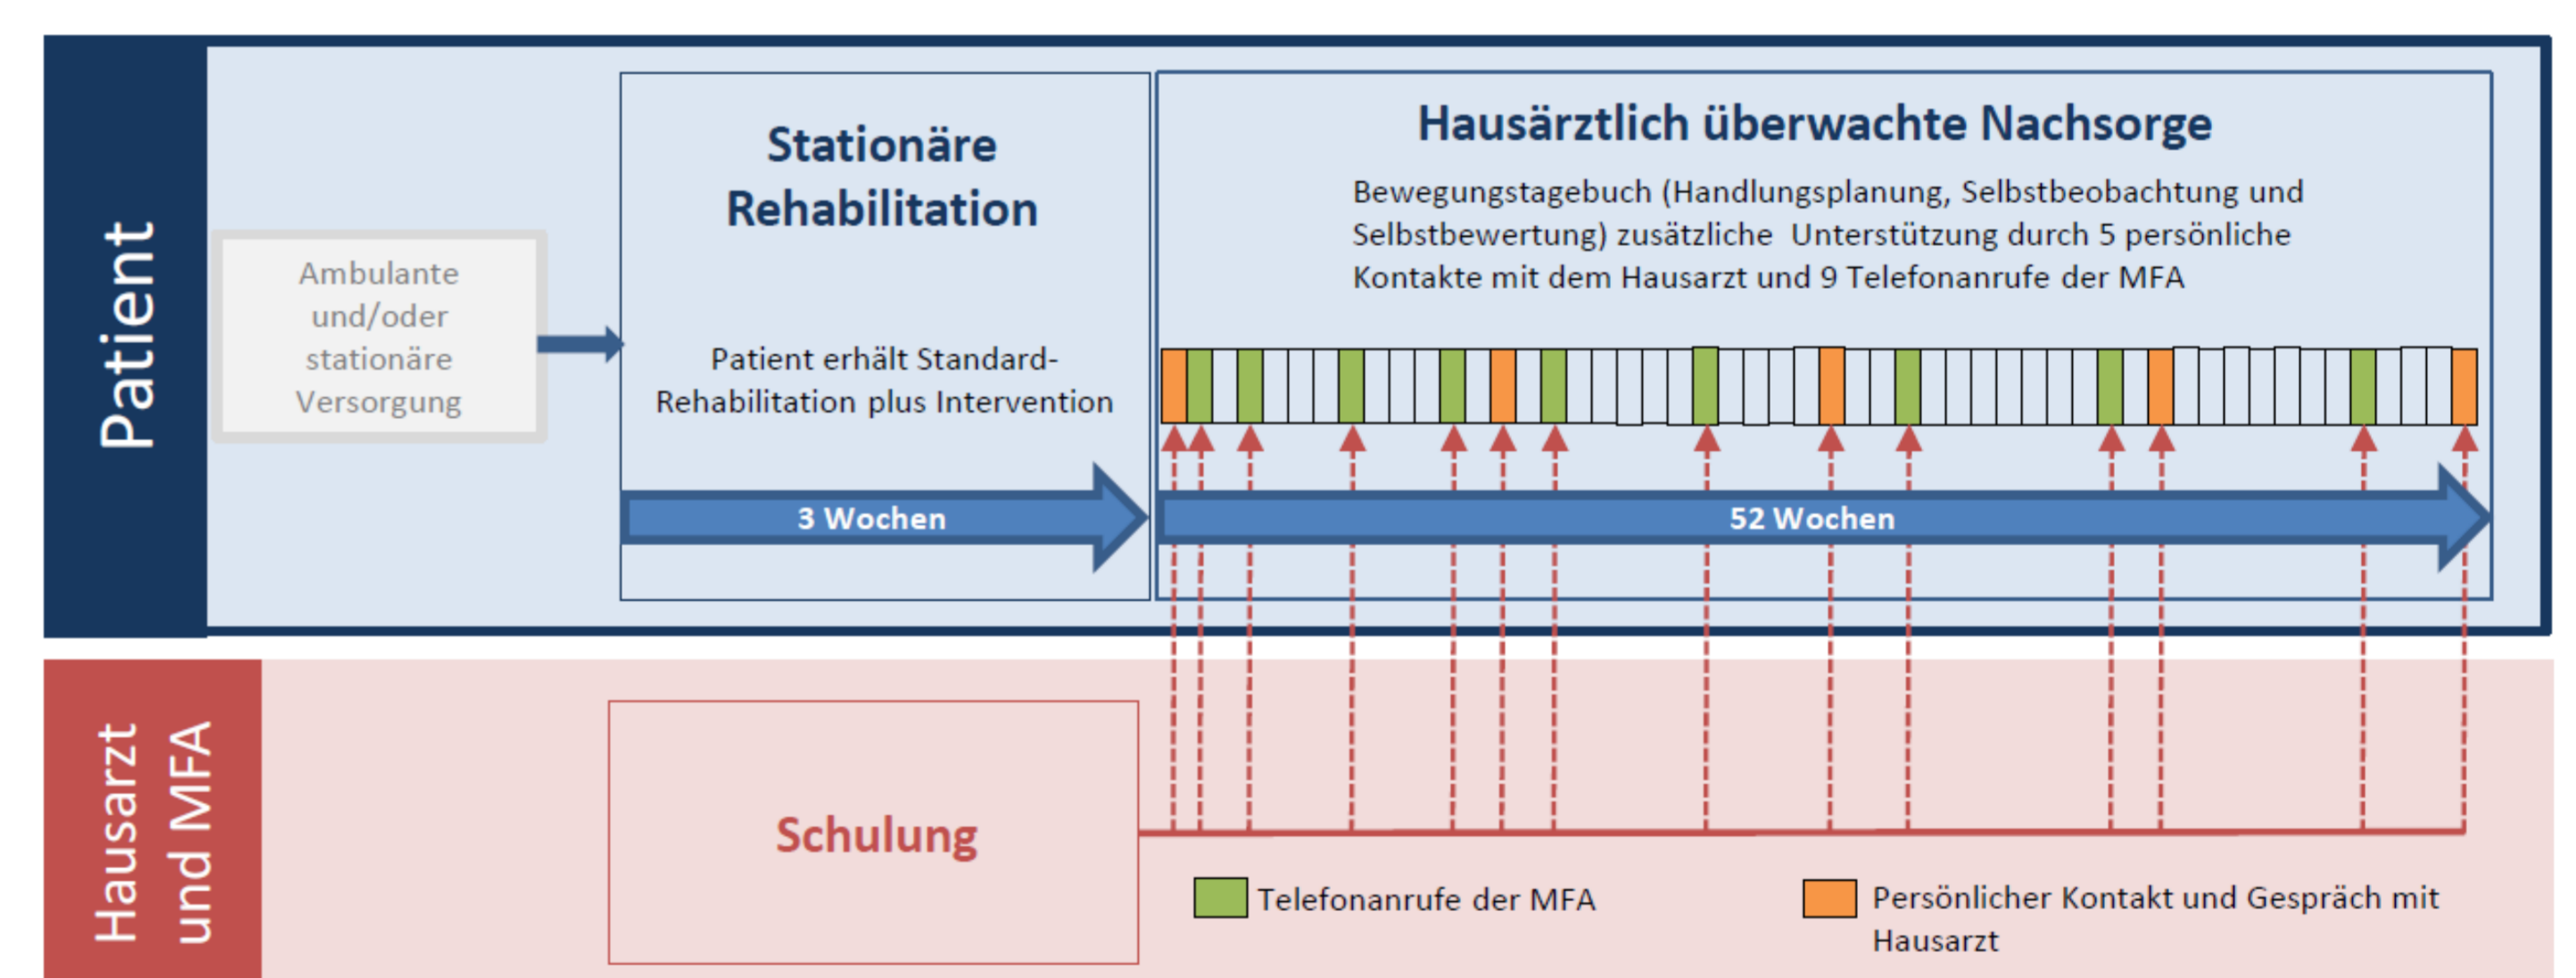 Patient
Ambulante
und/oder
stationäre
Versorgung
Stationäre
Rehabilitation
Patient erhält Standard-
Rehabilitation plus Intervention
3 Wochen
Hausärztlich überwachte Nachsorge
Bewegungstagebuch (Handlungsplanung, Selbstbeobachtung und
Selbstbewertung) zusätzliche Unterstützung durch 5 persönliche
Kontakte mit dem Hausarzt und 9 Telefonanrufe der MFA
52 Wochen
Hausarzt
und MFA
Schulung
Telefonanrufe der MFA
Persönlicher Kontakt und Gespräch mit
Hausarzt